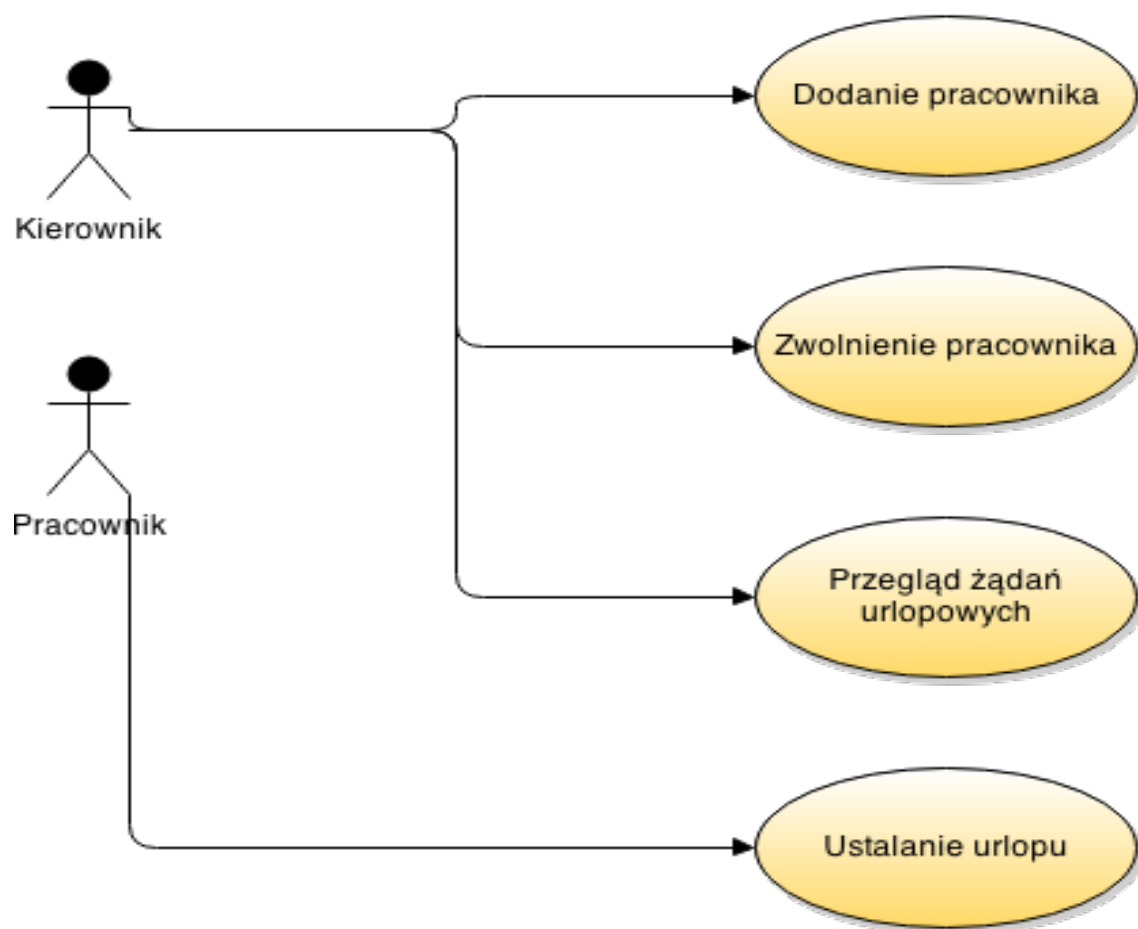 Dodanie pracownika
Kierownik
Zwolnienie pracownika
Pracownik
Przegląd żądań
urlopowych
Ustalanie urlopu